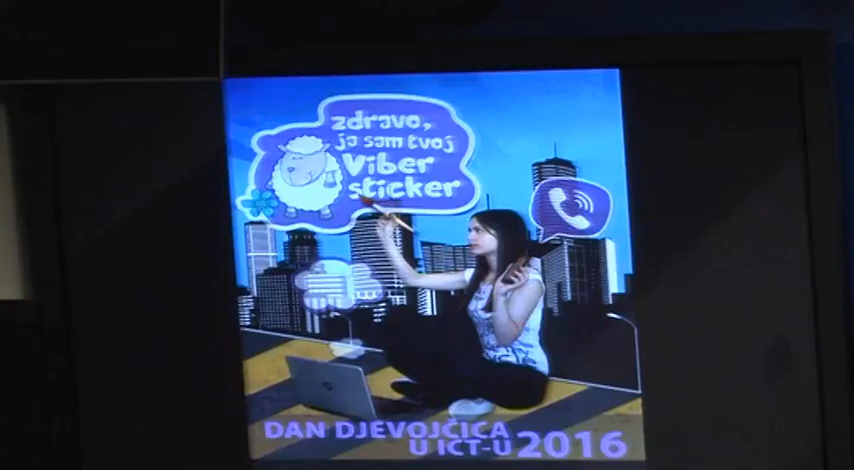 zdravo,
ja sam tvoj
Viber
sticker
DAN DJEVOJČICA
U ICT-U 2016